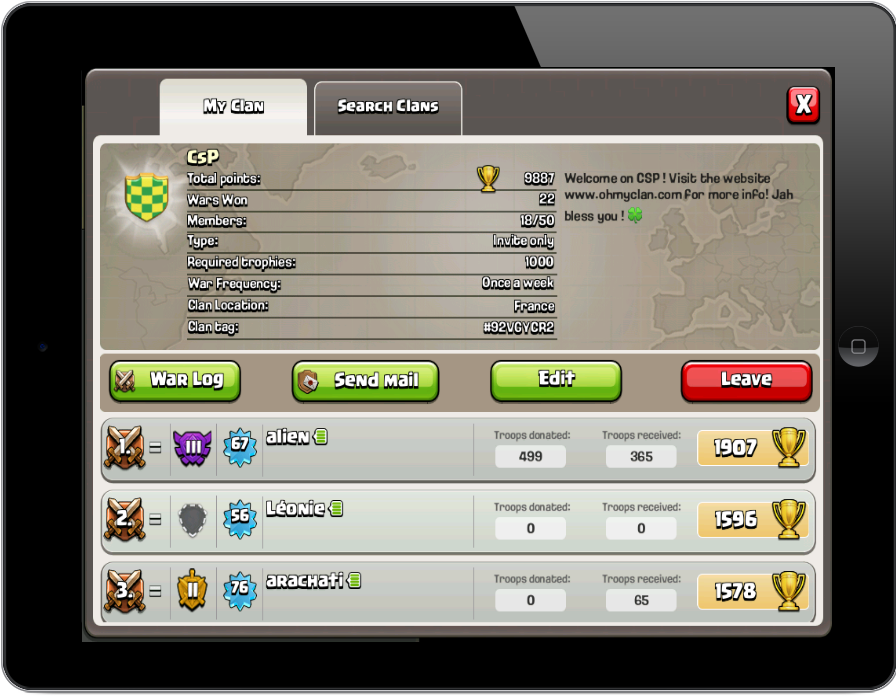 My Clan
Search Clans
X
CSP
Total points: 9887
Wars Won 22
Members: 18/50
Type: Invite only
Required trophies: 1000
War Frequency: Once a week
Clan Location: France
Clan tag: #92VGYCR2
Welcome on CSP ! Visit the website
www.ohmyclan.com for more info! Jah
bless you !
War Log
Send mail
Edit
Leave
1. = III 67 alien Troops donated: 499 Troops received: 365 1907
2. = 56 Léonie Troops donated: 0 Troops received: 0 1596
3. = II 76 arachati Troops donated: 0 Troops received: 65 1578